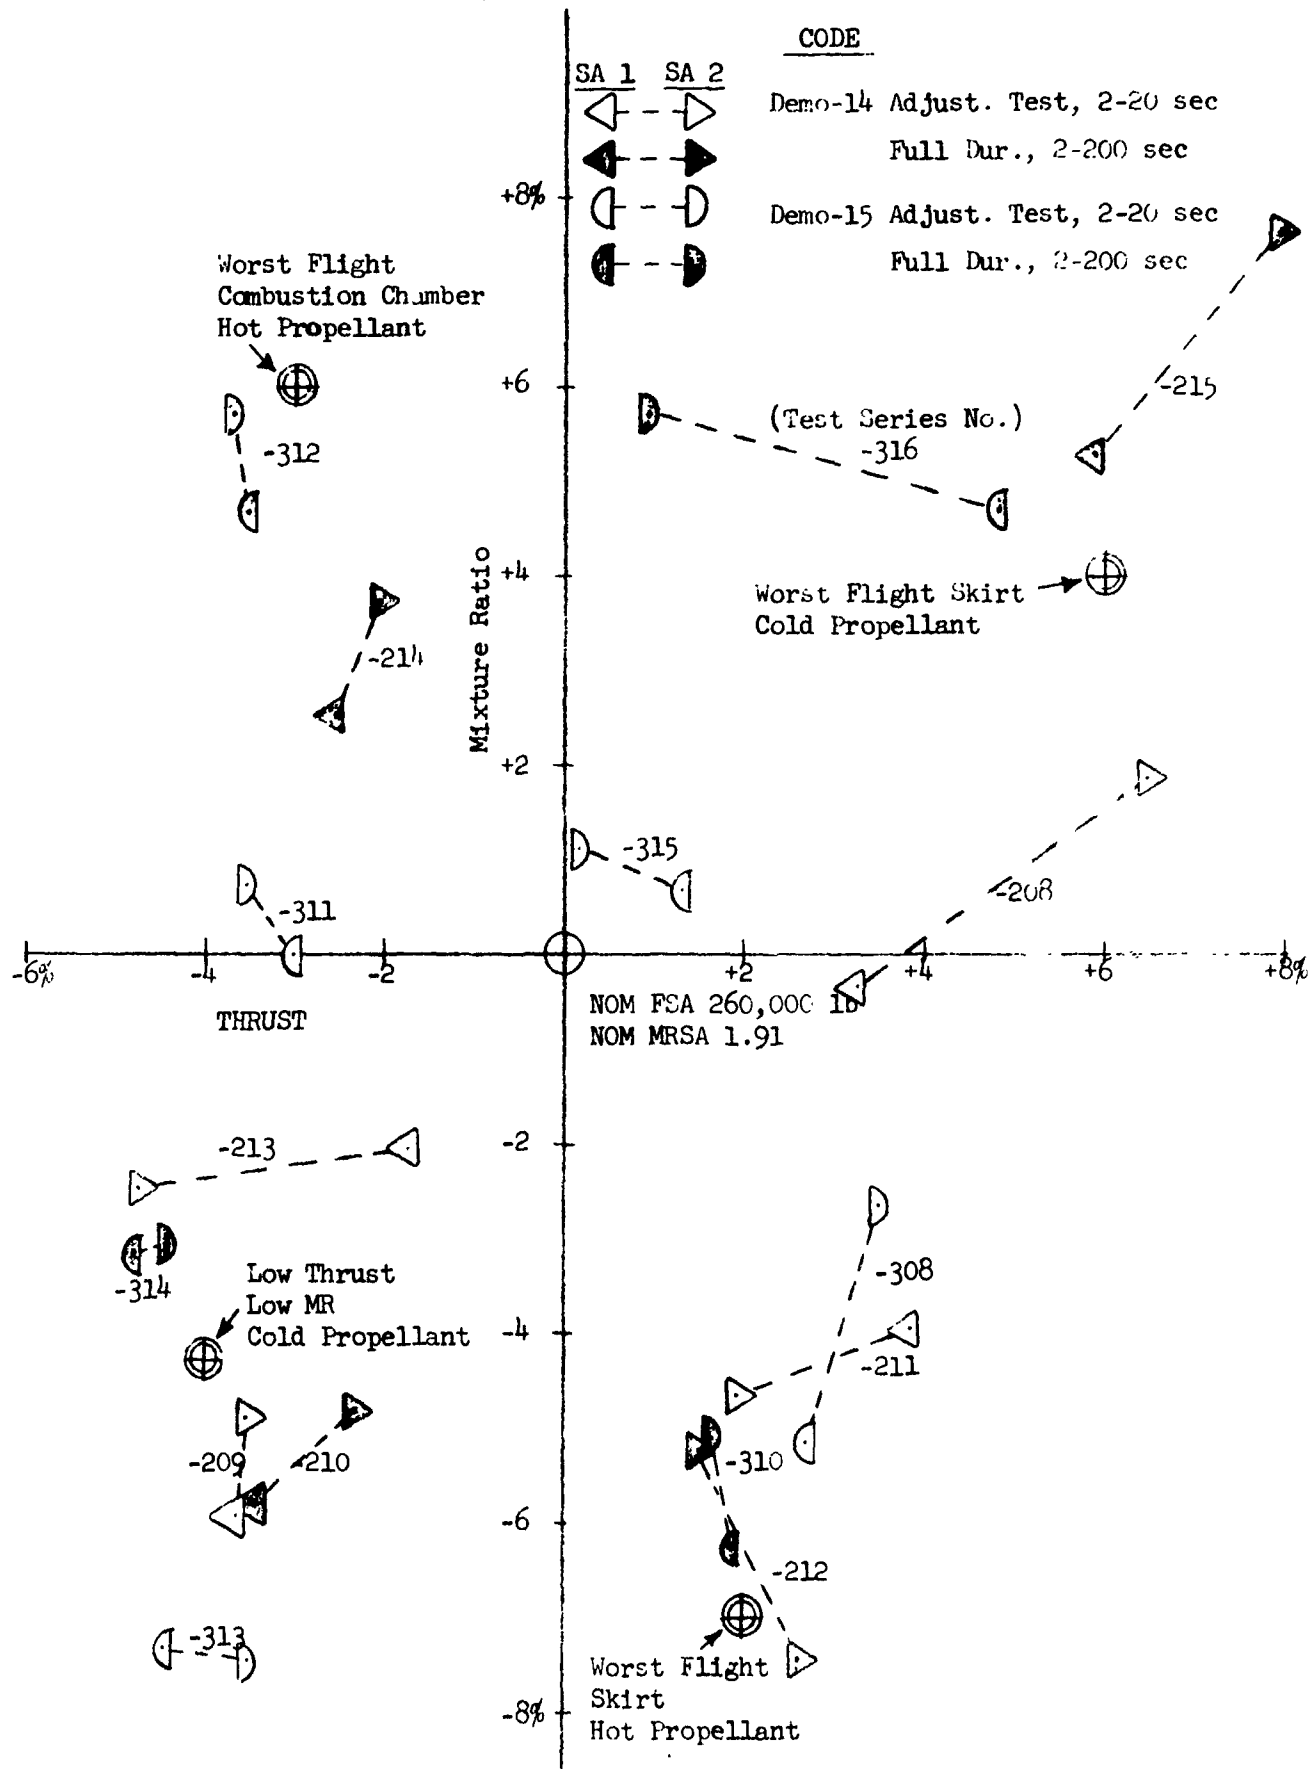 CODE
SA 1 SA 2
Demo-14 Adjust. Test, 2-20 sec
Full Dur., 2-200 sec
Demo-15 Adjust. Test, 2-20 sec
Full Dur., 2-200 sec
+8%
Worst Flight
Combustion Chamber
Hot Propellant
+6
-215
(Test Series No.)
-316
-312
+4
Worst Flight Skirt
Cold Propellant
Mixture Ratio
-214
+2
-315
-208
-311
-6%
-4
-2
+2
+4
+6
+8%
THRUST
NOM FSA 260,000 lb
NOM MRSA 1.91
-2
-213
-308
-314
Low Thrust
Low MR
Cold Propellant
-4
-211
-209
-210
-310
-6
-212
-313
Worst Flight
Skirt
Hot Propellant
-8%